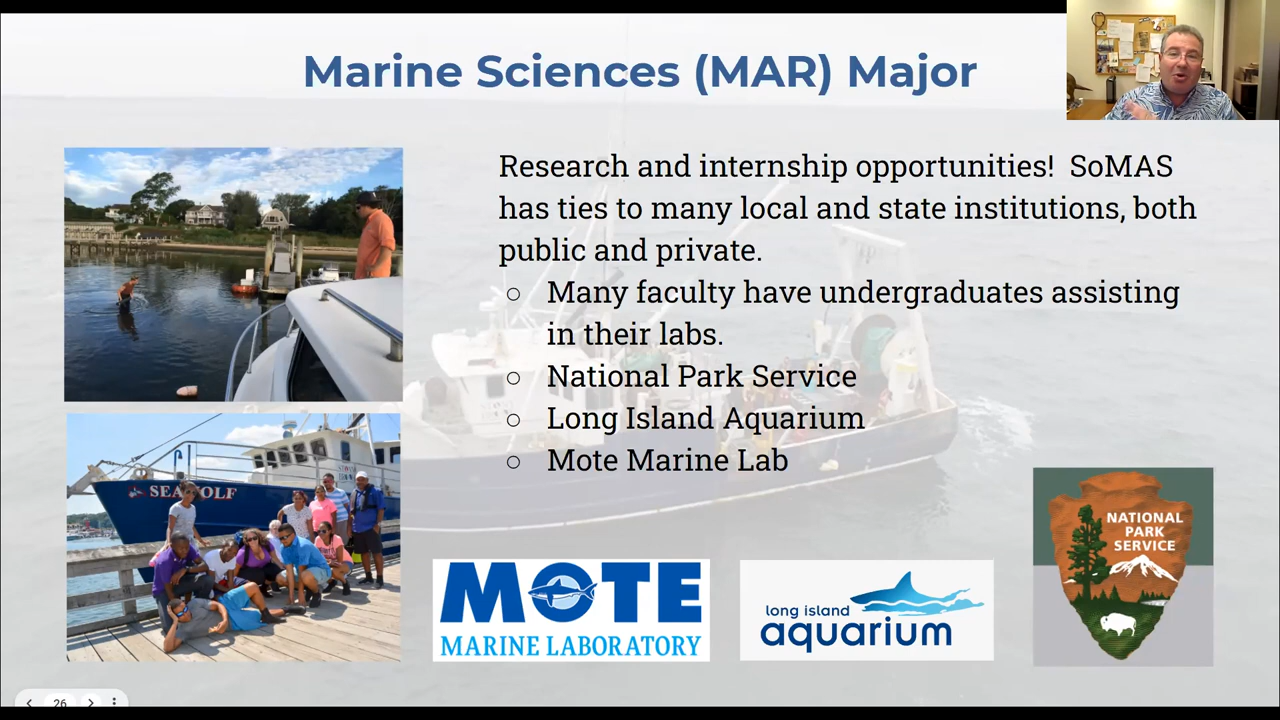 Marine Sciences (MAR) Major
Research and internship opportunities! SoMAS
has ties to many local and state institutions, both
public and private.
○ Many faculty have undergraduates assisting
in their labs.
○ National Park Service
○ Long Island Aquarium
○ Mote Marine Lab
SEAWOLF
MOTE
MARINE LABORATORY
long island
aquarium
NATIONAL
PARK
SERVICE
26